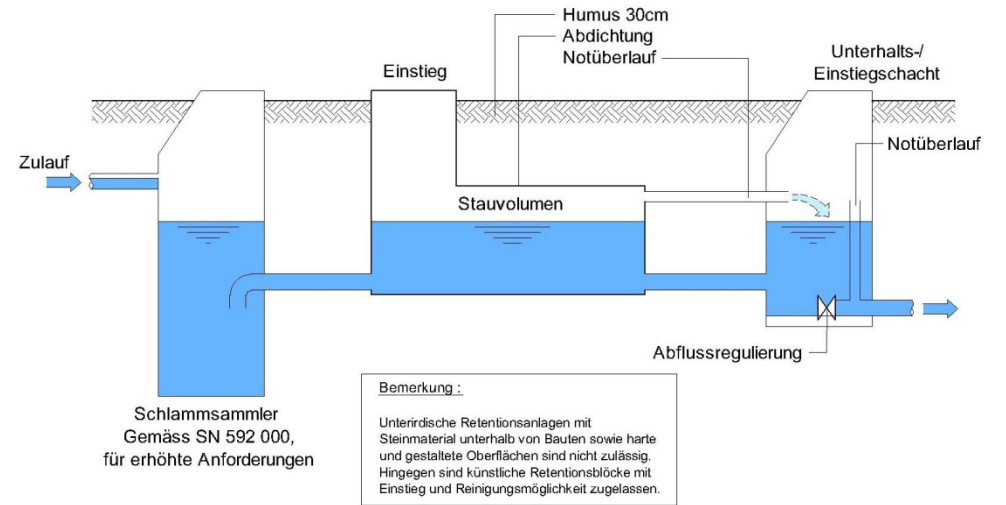 Humus 30cm
Abdichtung
Notüberlauf
Einstieg
Unterhalts-/
Einstiegschacht
Zulauf
Notüberlauf
Stauvolumen
Abflussregulierung
Schlammsammler
Gemäss SN 592 000,
für erhöhte Anforderungen
Bemerkung :
Unterirdische Retentionsanlagen mit
Steinmaterial unterhalb von Bauten sowie harte
und gestaltete Oberflächen sind nicht zulässig.
Hingegen sind künstliche Retentionsblöcke mit
Einstieg und Reinigungsmöglichkeit zugelassen.